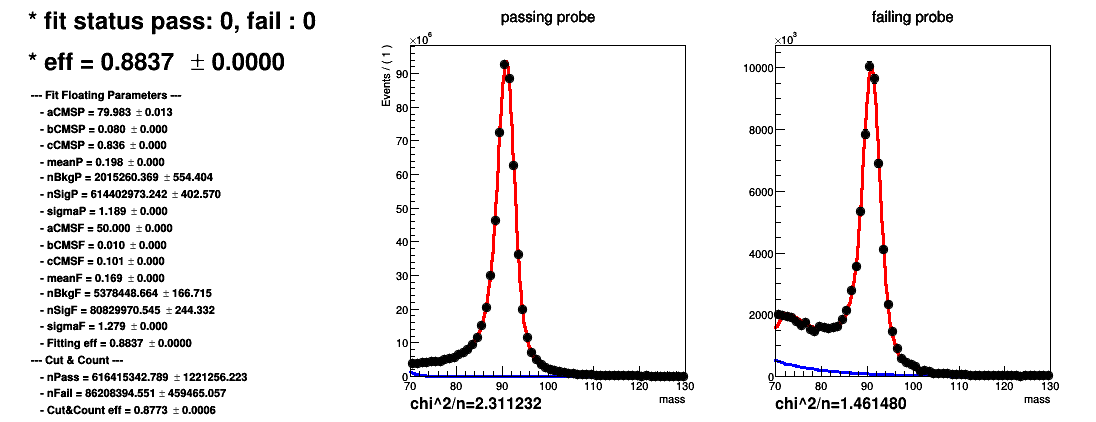 * fit status pass: 0, fail : 0
* eff = 0.8837 ± 0.0000
--- Fit Floating Parameters ---
- aCMSP = 79.983 ± 0.013
- bCMSP = 0.080 ± 0.000
- cCMSP = 0.836 ± 0.000
- meanP = 0.198 ± 0.000
- nBkgP = 2015260.369 ± 554.404
- nSigP = 614402973.242 ± 402.570
- sigmaP = 1.189 ± 0.000
- aCMSF = 50.000 ± 0.000
- bCMSF = 0.010 ± 0.000
- cCMSF = 0.101 ± 0.000
- meanF = 0.169 ± 0.000
- nBkgF = 5378448.664 ± 166.715
- nSigF = 80829970.545 ± 244.332
- sigmaF = 1.279 ± 0.000
- Fitting eff = 0.8837 ± 0.0000
--- Cut & Count ---
- nPass = 616415342.789 ± 1221256.223
- nFail = 86208394.551 ± 459465.057
- Cut&Count eff = 0.8773 ± 0.0006
passing probe
×10⁶
Events / ( 1 )
90
80
70
60
50
40
30
20
10
0
70 80 90 100 110 120 130
mass
chi^2/n=2.311232
failing probe
×10³
10000
8000
6000
4000
2000
0
70 80 90 100 110 120 130
mass
chi^2/n=1.461480